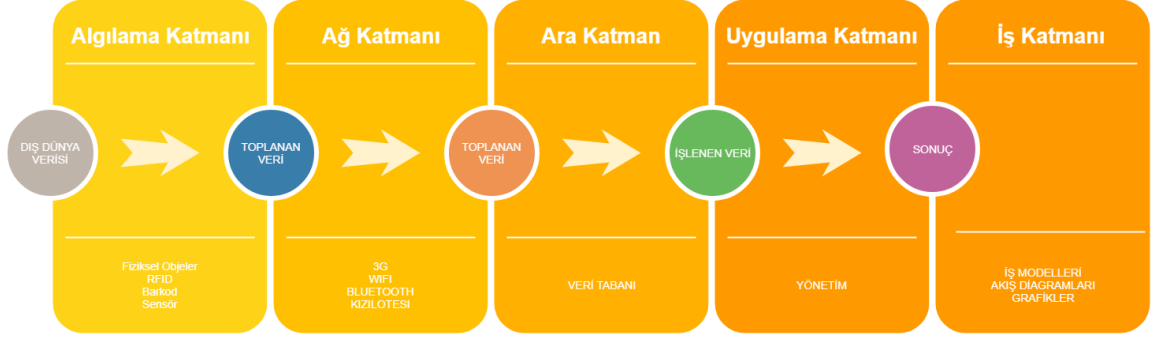 Algılama Katmanı
Ağ Katmanı
Ara Katman
Uygulama Katmanı
İş Katmanı
DIŞ DÜNYA
VERİSİ
TOPLANAN
VERİ
TOPLANAN
VERİ
İŞLENEN VERİ
SONUÇ
Fiziksel Objeler
RFID
Barkod
Sensör
3G
WIFI
BLUETOOTH
KIZILOTESI
VERİ TABANI
YÖNETİM
İŞ MODELLERİ
AKIŞ DİAGRAMLARI
GRAFİKLER